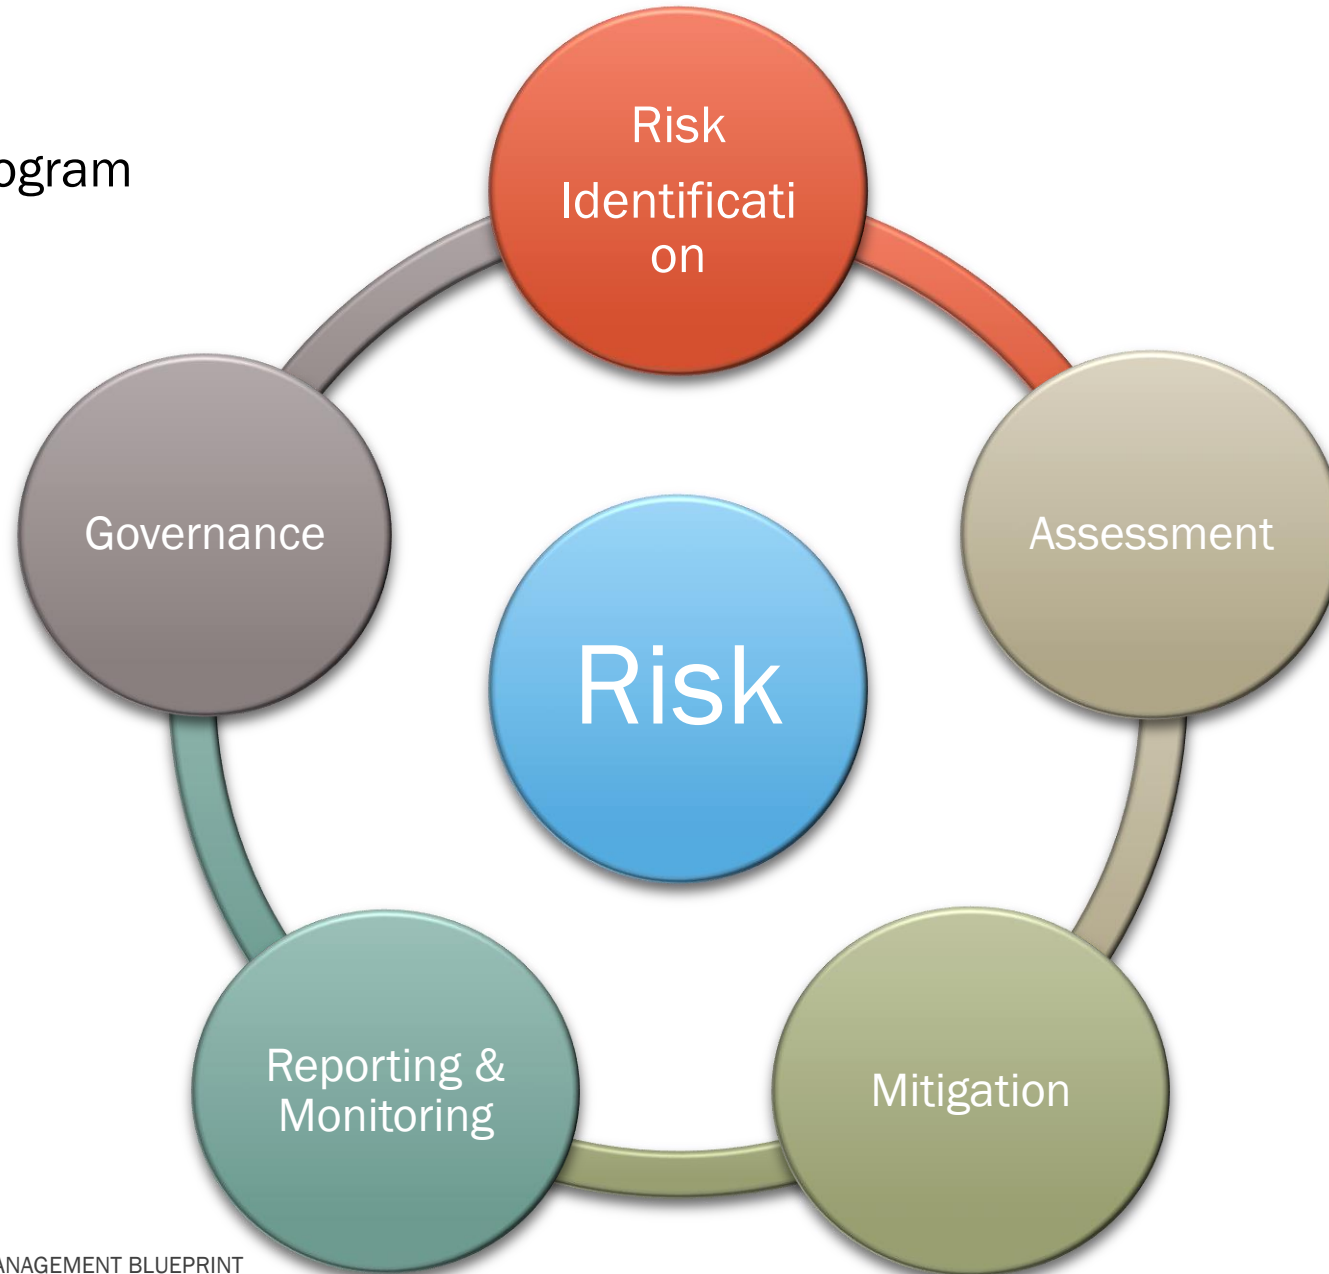 ogram
Risk
Identificati
on
Governance
Assessment
Risk
Reporting &
Monitoring
Mitigation
ANAGEMENT BLUEPRINT